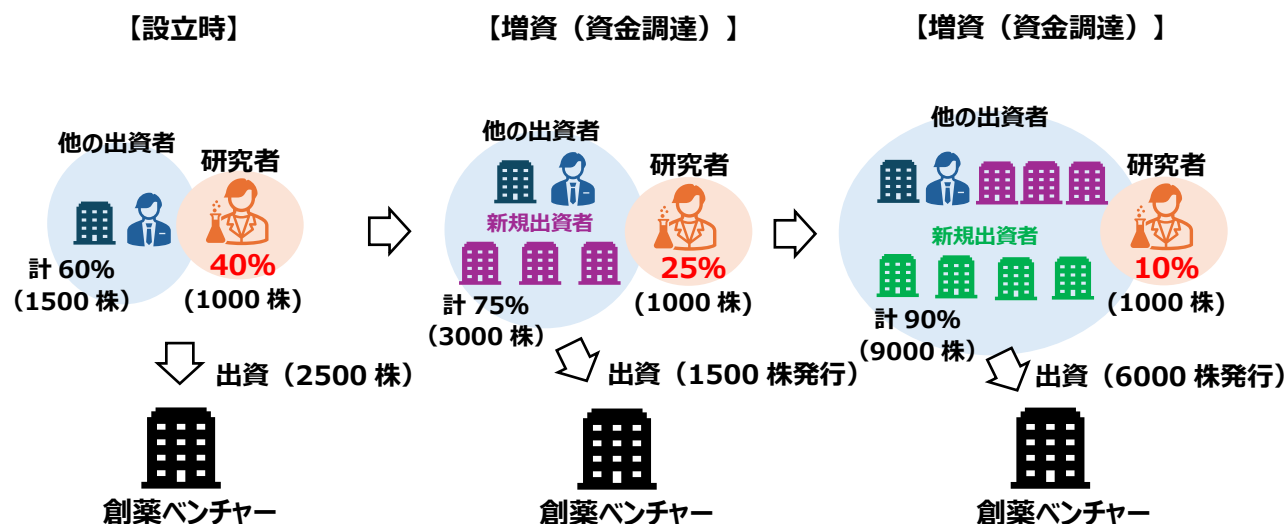 【設立時】
他の出資者
研究者
計 60%
（1500 株）
40%
(1000 株)
出資（2500 株）
創薬ベンチャー
【増資（資金調達）】
他の出資者
研究者
新規出資者
計 75%
（3000 株）
25%
(1000 株)
出資（1500 株発行）
創薬ベンチャー
【増資（資金調達）】
他の出資者
研究者
新規出資者
計 90%
（9000 株）
10%
(1000 株)
出資（6000 株発行）
創薬ベンチャー